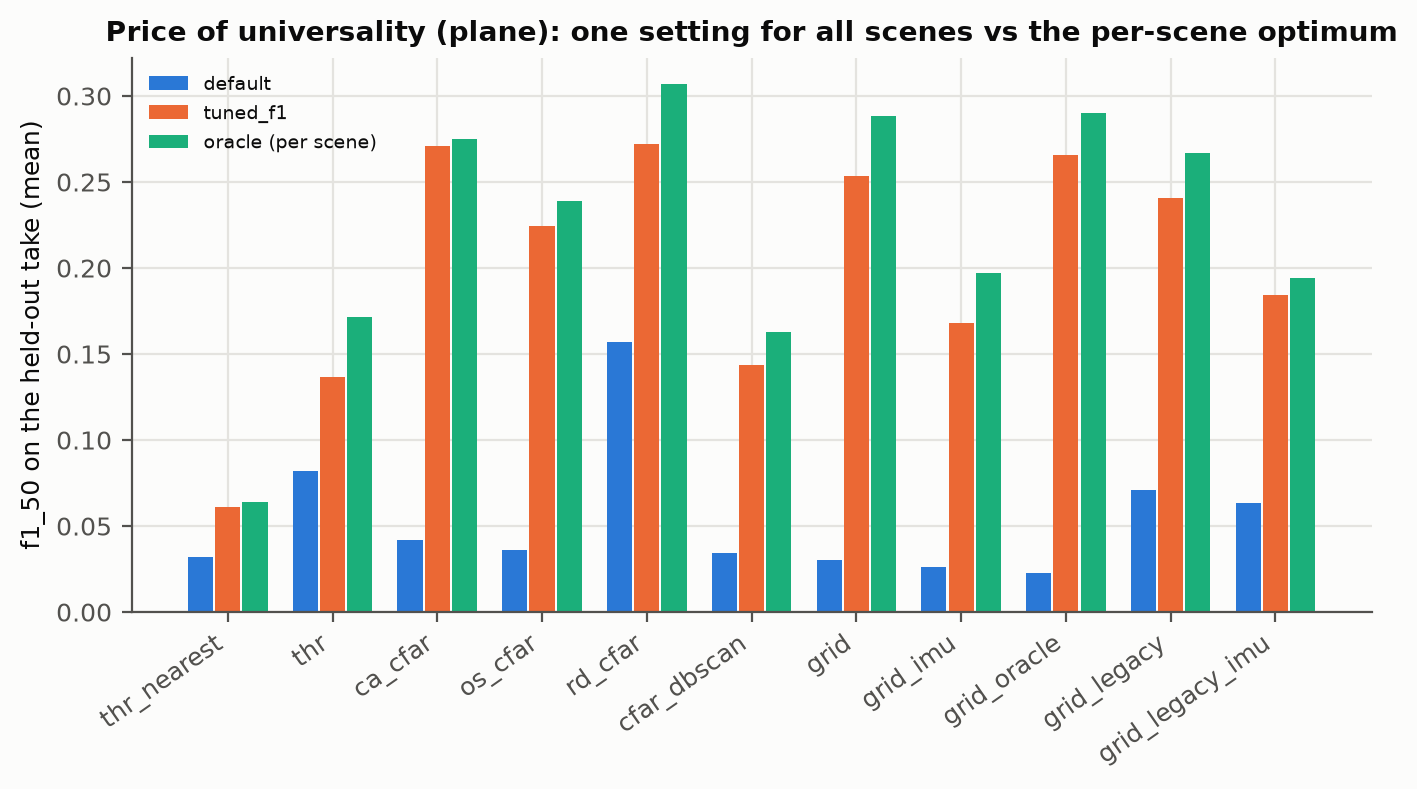 Price of universality (plane): one setting for all scenes vs the per-scene optimum
default
tuned_f1
oracle (per scene)
f1_50 on the held-out take (mean)
0.30
0.25
0.20
0.15
0.10
0.05
0.00
thr_nearest
thr
ca_cfar
os_cfar
rd_cfar
cfar_dbscan
grid
grid_imu
grid_oracle
grid_legacy
grid_legacy_imu